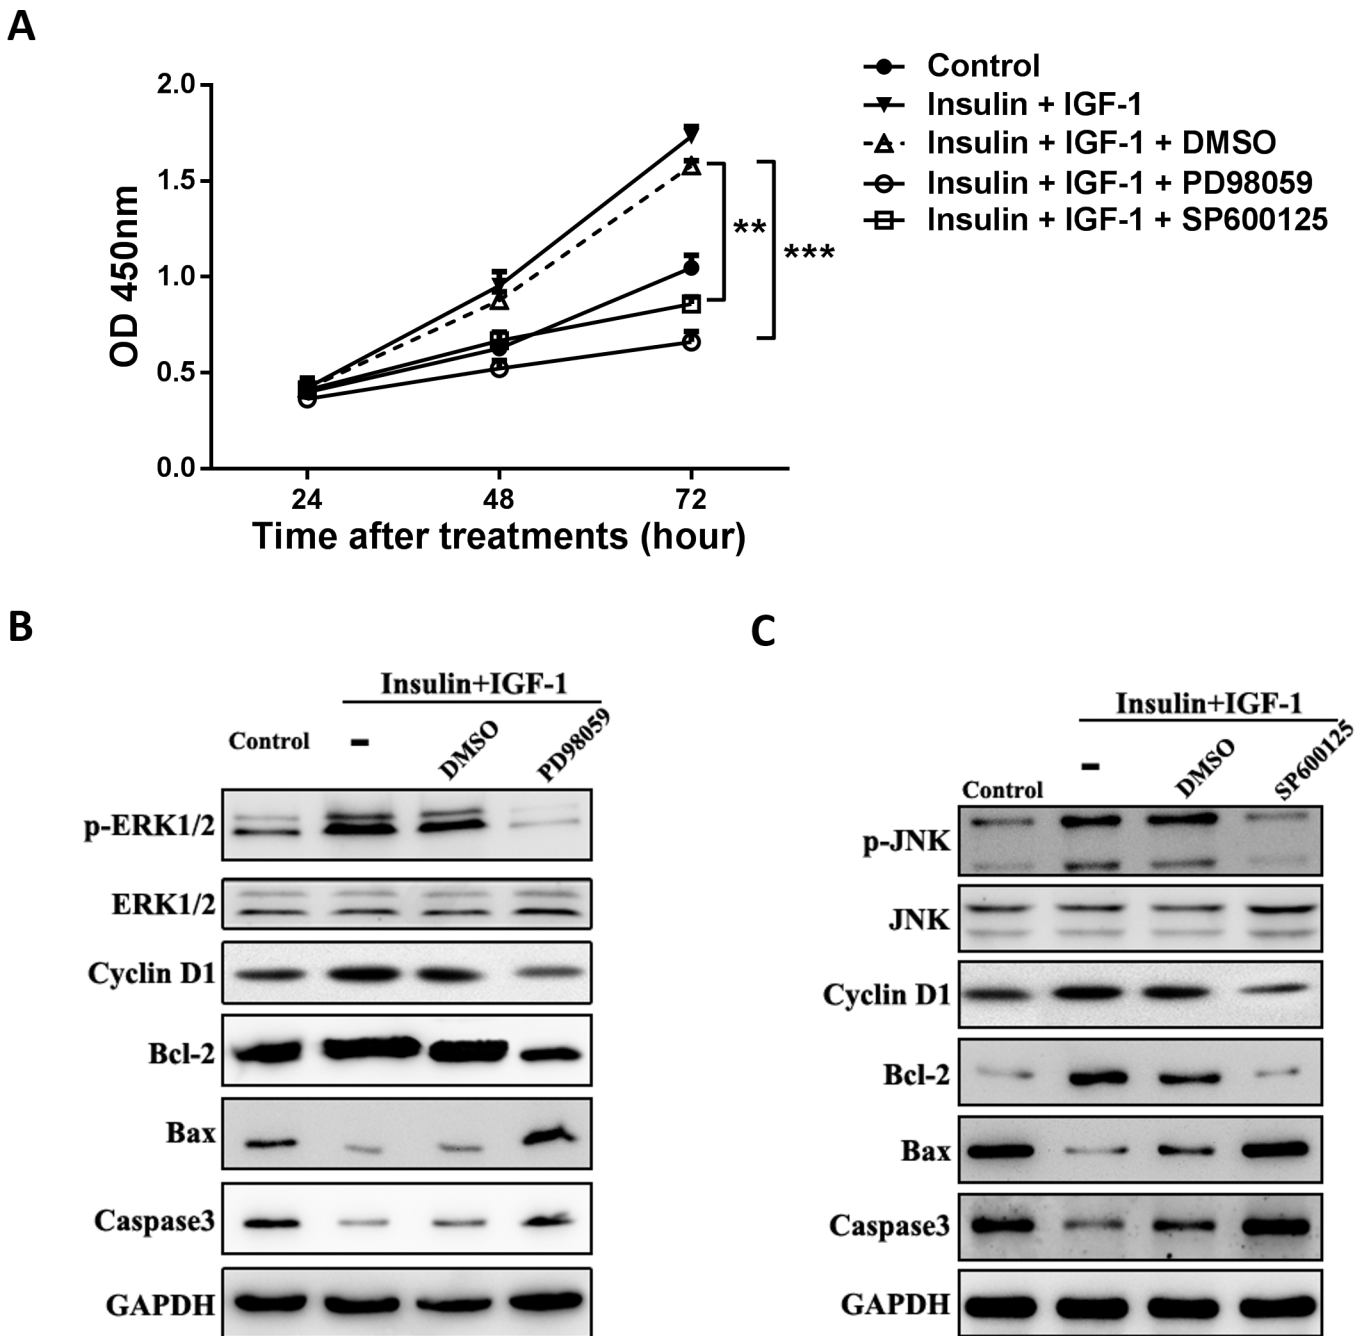 A
2.0
1.5
1.0
0.5
0.0
OD 450nm
24 48 72
Time after treatments (hour)
** ***
Control
Insulin + IGF-1
Insulin + IGF-1 + DMSO
Insulin + IGF-1 + PD98059
Insulin + IGF-1 + SP600125
B
Insulin+IGF-1
Control - DMSO PD98059
p-ERK1/2
ERK1/2
Cyclin D1
Bcl-2
Bax
Caspase3
GAPDH
C
Insulin+IGF-1
Control - DMSO SP600125
p-JNK
JNK
Cyclin D1
Bcl-2
Bax
Caspase3
GAPDH